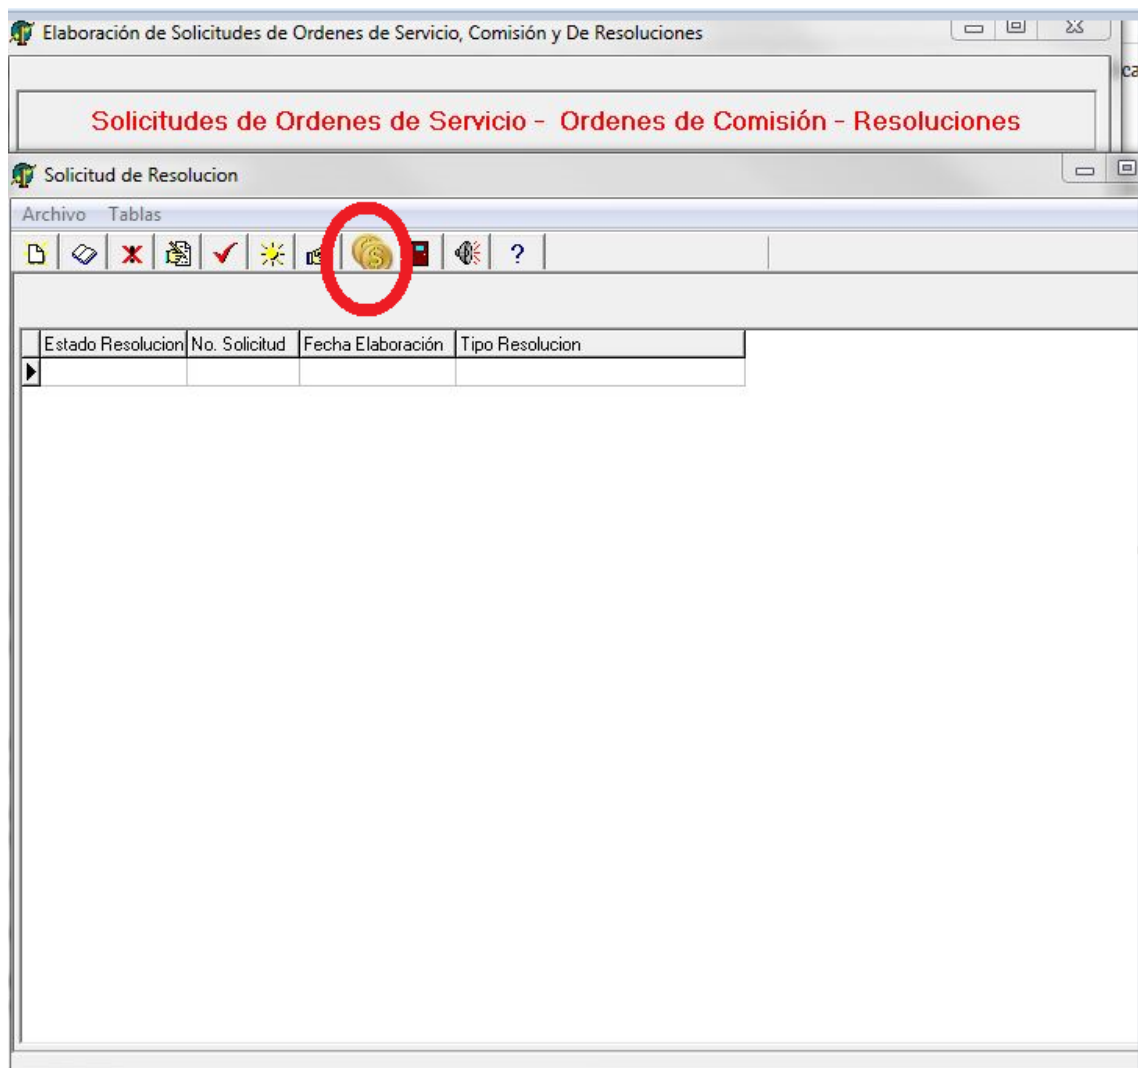 Elaboración de Solicitudes de Ordenes de Servicio, Comisión y De Resoluciones
ca
Solicitudes de Ordenes de Servicio - Ordenes de Comisión - Resoluciones
Solicitud de Resolucion
Archivo Tablas
?
Estado Resolucion No. Solicitud Fecha Elaboración Tipo Resolucion